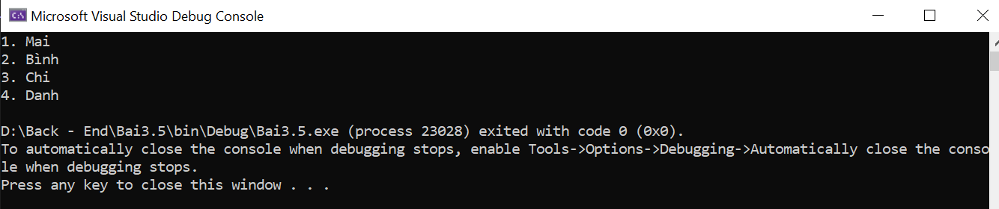 Microsoft Visual Studio Debug Console
1. Mai
2. Bình
3. Chi
4. Danh
D:\Back - End\Bai3.5\bin\Debug\Bai3.5.exe (process 23028) exited with code 0 (0x0).
To automatically close the console when debugging stops, enable Tools->Options->Debugging->Automatically close the conso
le when debugging stops.
Press any key to close this window . . .